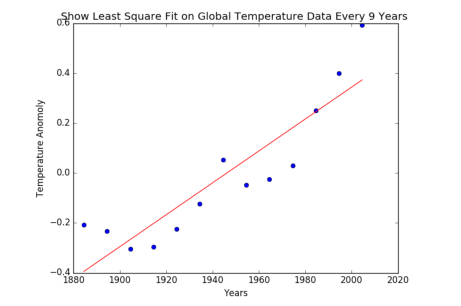 Show Least Square Fit on Global Temperature Data Every 9 Years
0.6
0.4
0.2
0.0
−0.2
−0.4
Temperature Anomoly
1880 1900 1920 1940 1960 1980 2000 2020
Years